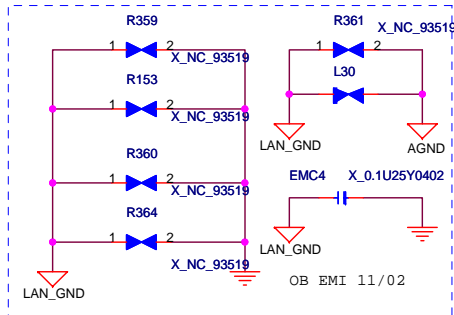 R359
1 2
X_NC_93519
R153
1 2
X_NC_93519
R360
1 2
X_NC_93519
R364
1 2
X_NC_93519
LAN_GND
R361
X_NC_93519
1 2
L30
LAN_GND
AGND
EMC4 X_0.1U25Y0402
LAN_GND
OB EMI 11/02